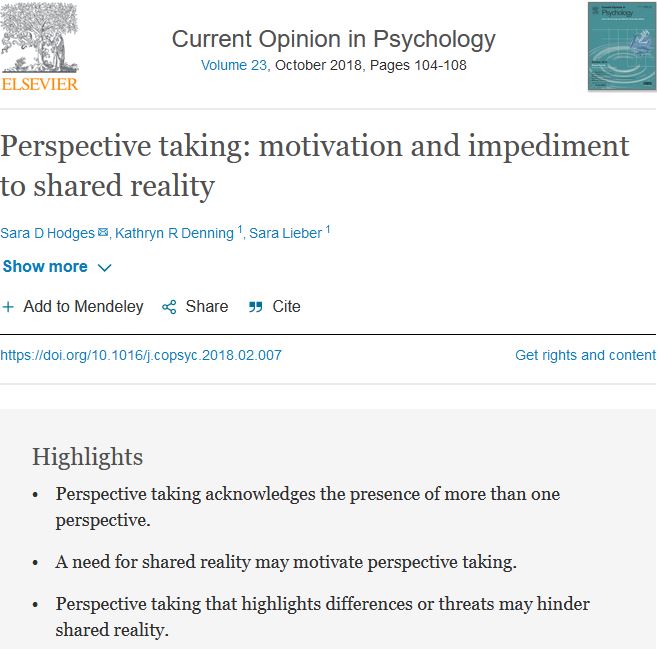 ELSEVIER
Current Opinion in Psychology
Volume 23, October 2018, Pages 104-108
Psychology
Perspective taking: motivation and impediment
to shared reality
Sara D Hodges ✉, Kathryn R Denning 1, Sara Lieber 1
Show more
+ Add to Mendeley Share Cite
https://doi.org/10.1016/j.copsyc.2018.02.007 Get rights and content
Highlights
• Perspective taking acknowledges the presence of more than one
perspective.
• A need for shared reality may motivate perspective taking.
• Perspective taking that highlights differences or threats may hinder
shared reality.